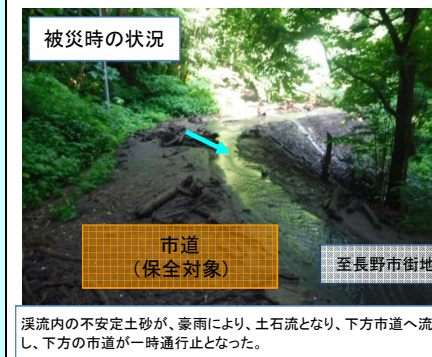 被災時の状況
市道
（保全対象）
至長野市街地
渓流内の不安定土砂が、豪雨により、土石流となり、下方市道へ流
し、下方の市道が一時通行止となった。